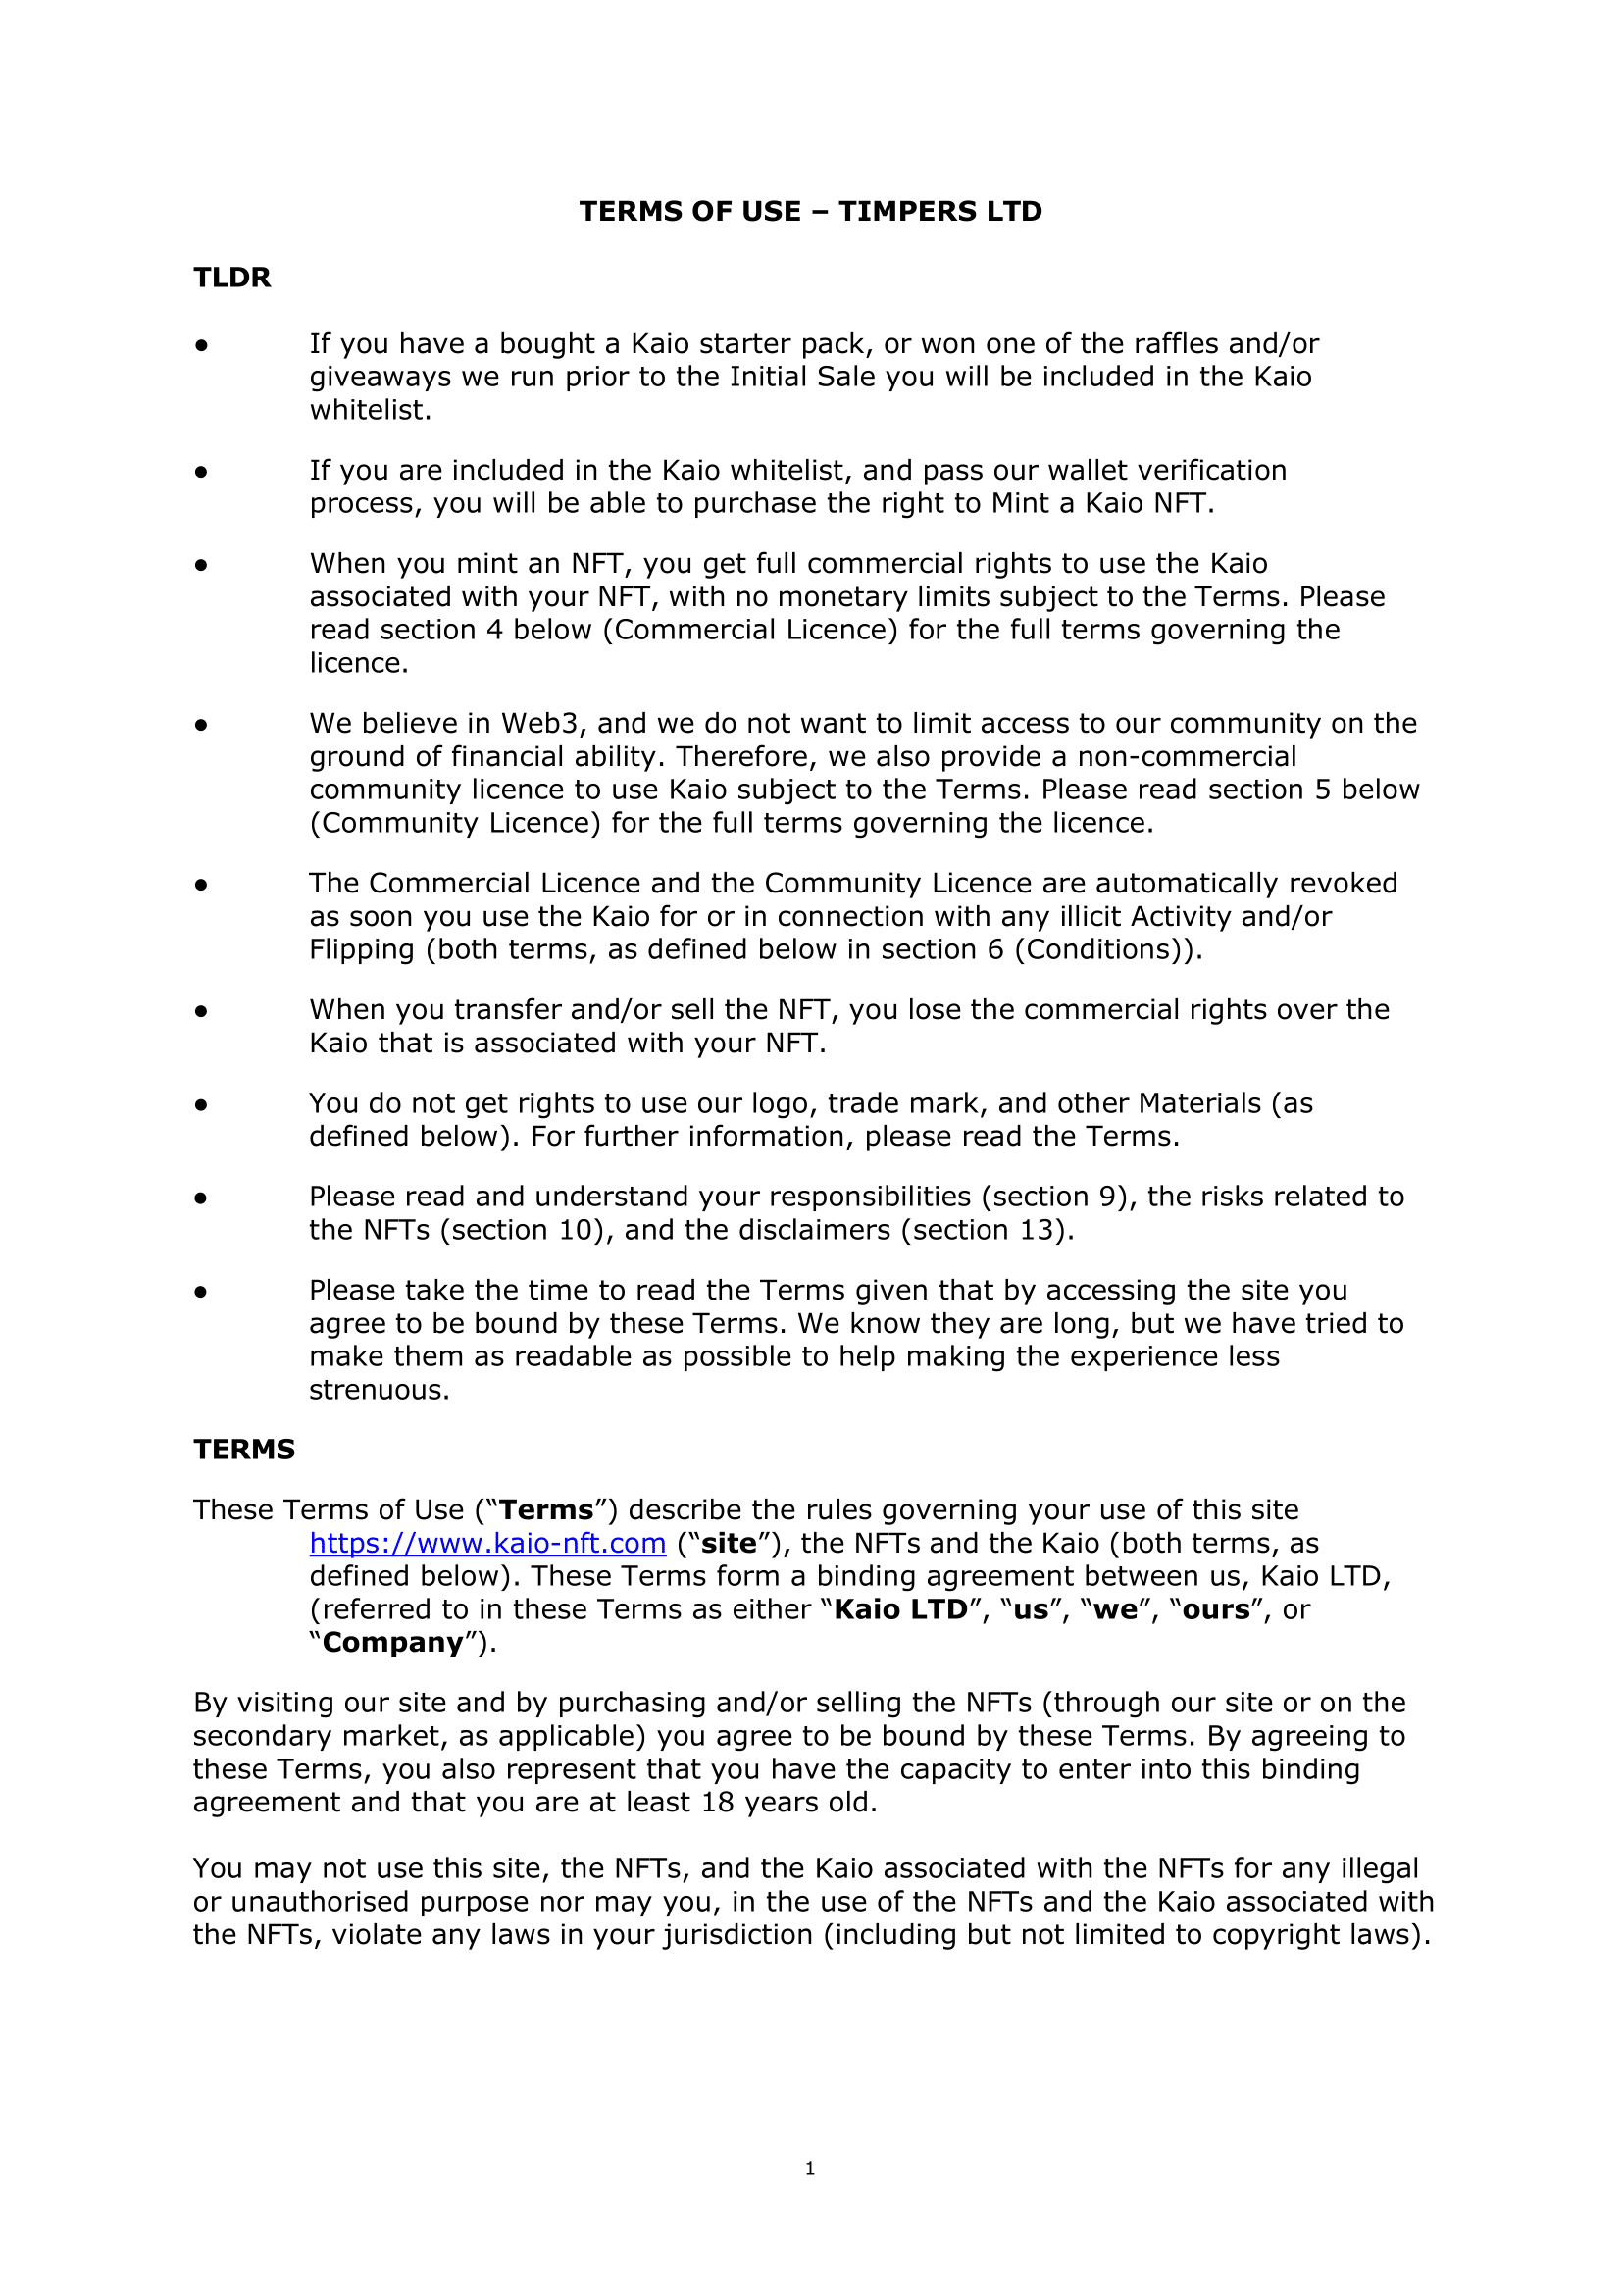 TERMS OF USE – TIMPERS LTD
TLDR
● If you have a bought a Kaio starter pack, or won one of the raffles and/or
giveaways we run prior to the Initial Sale you will be included in the Kaio
whitelist.
● If you are included in the Kaio whitelist, and pass our wallet verification
process, you will be able to purchase the right to Mint a Kaio NFT.
● When you mint an NFT, you get full commercial rights to use the Kaio
associated with your NFT, with no monetary limits subject to the Terms. Please
read section 4 below (Commercial Licence) for the full terms governing the
licence.
● We believe in Web3, and we do not want to limit access to our community on the
ground of financial ability. Therefore, we also provide a non-commercial
community licence to use Kaio subject to the Terms. Please read section 5 below
(Community Licence) for the full terms governing the licence.
● The Commercial Licence and the Community Licence are automatically revoked
as soon you use the Kaio for or in connection with any illicit Activity and/or
Flipping (both terms, as defined below in section 6 (Conditions)).
● When you transfer and/or sell the NFT, you lose the commercial rights over the
Kaio that is associated with your NFT.
● You do not get rights to use our logo, trade mark, and other Materials (as
defined below). For further information, please read the Terms.
● Please read and understand your responsibilities (section 9), the risks related to
the NFTs (section 10), and the disclaimers (section 13).
● Please take the time to read the Terms given that by accessing the site you
agree to be bound by these Terms. We know they are long, but we have tried to
make them as readable as possible to help making the experience less
strenuous.
TERMS
These Terms of Use (“Terms”) describe the rules governing your use of this site
https://www.kaio-nft.com (“site”), the NFTs and the Kaio (both terms, as
defined below). These Terms form a binding agreement between us, Kaio LTD,
(referred to in these Terms as either “Kaio LTD”, “us”, “we”, “ours”, or
“Company”).
By visiting our site and by purchasing and/or selling the NFTs (through our site or on the
secondary market, as applicable) you agree to be bound by these Terms. By agreeing to
these Terms, you also represent that you have the capacity to enter into this binding
agreement and that you are at least 18 years old.
You may not use this site, the NFTs, and the Kaio associated with the NFTs for any illegal
or unauthorised purpose nor may you, in the use of the NFTs and the Kaio associated with
the NFTs, violate any laws in your jurisdiction (including but not limited to copyright laws).
1